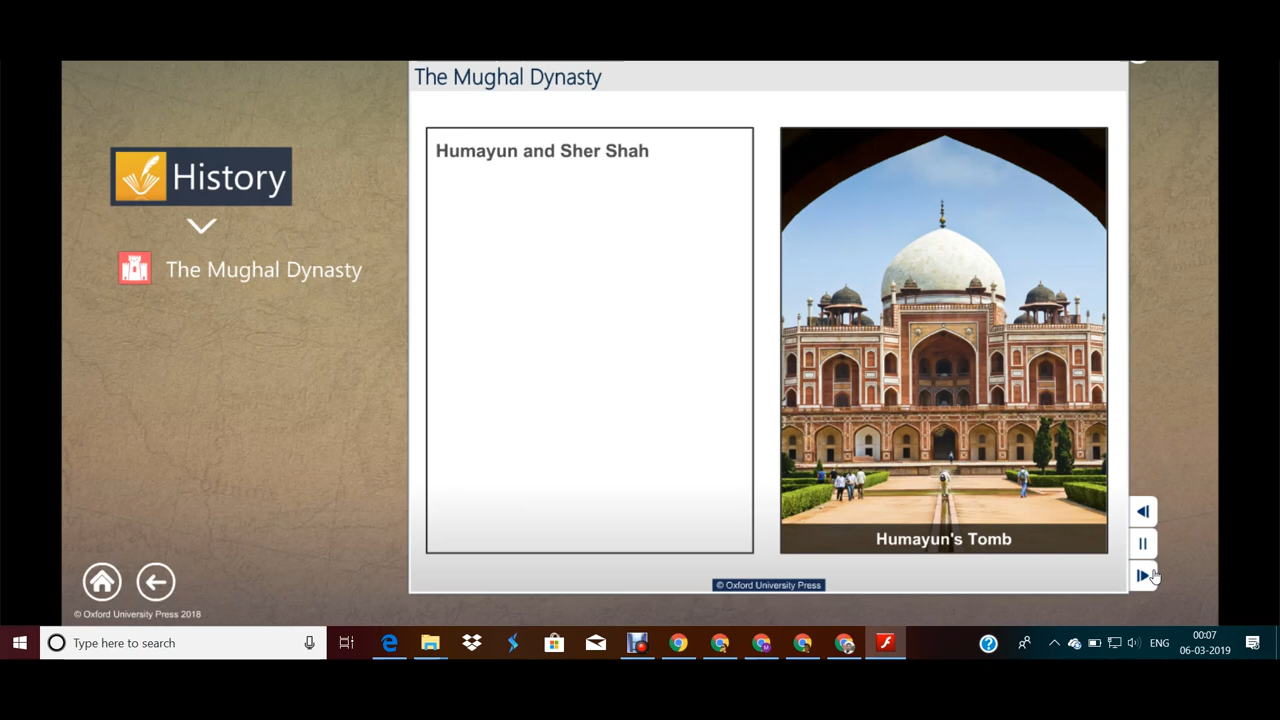 The Mughal Dysnasty
History
The Mughal Dynasty
Humayun and Sher Shah
Humayun's Tomb
© Oxford University Press
© Oxford University Press 2018
Type here to search
ENG
00:07
06-03-2019